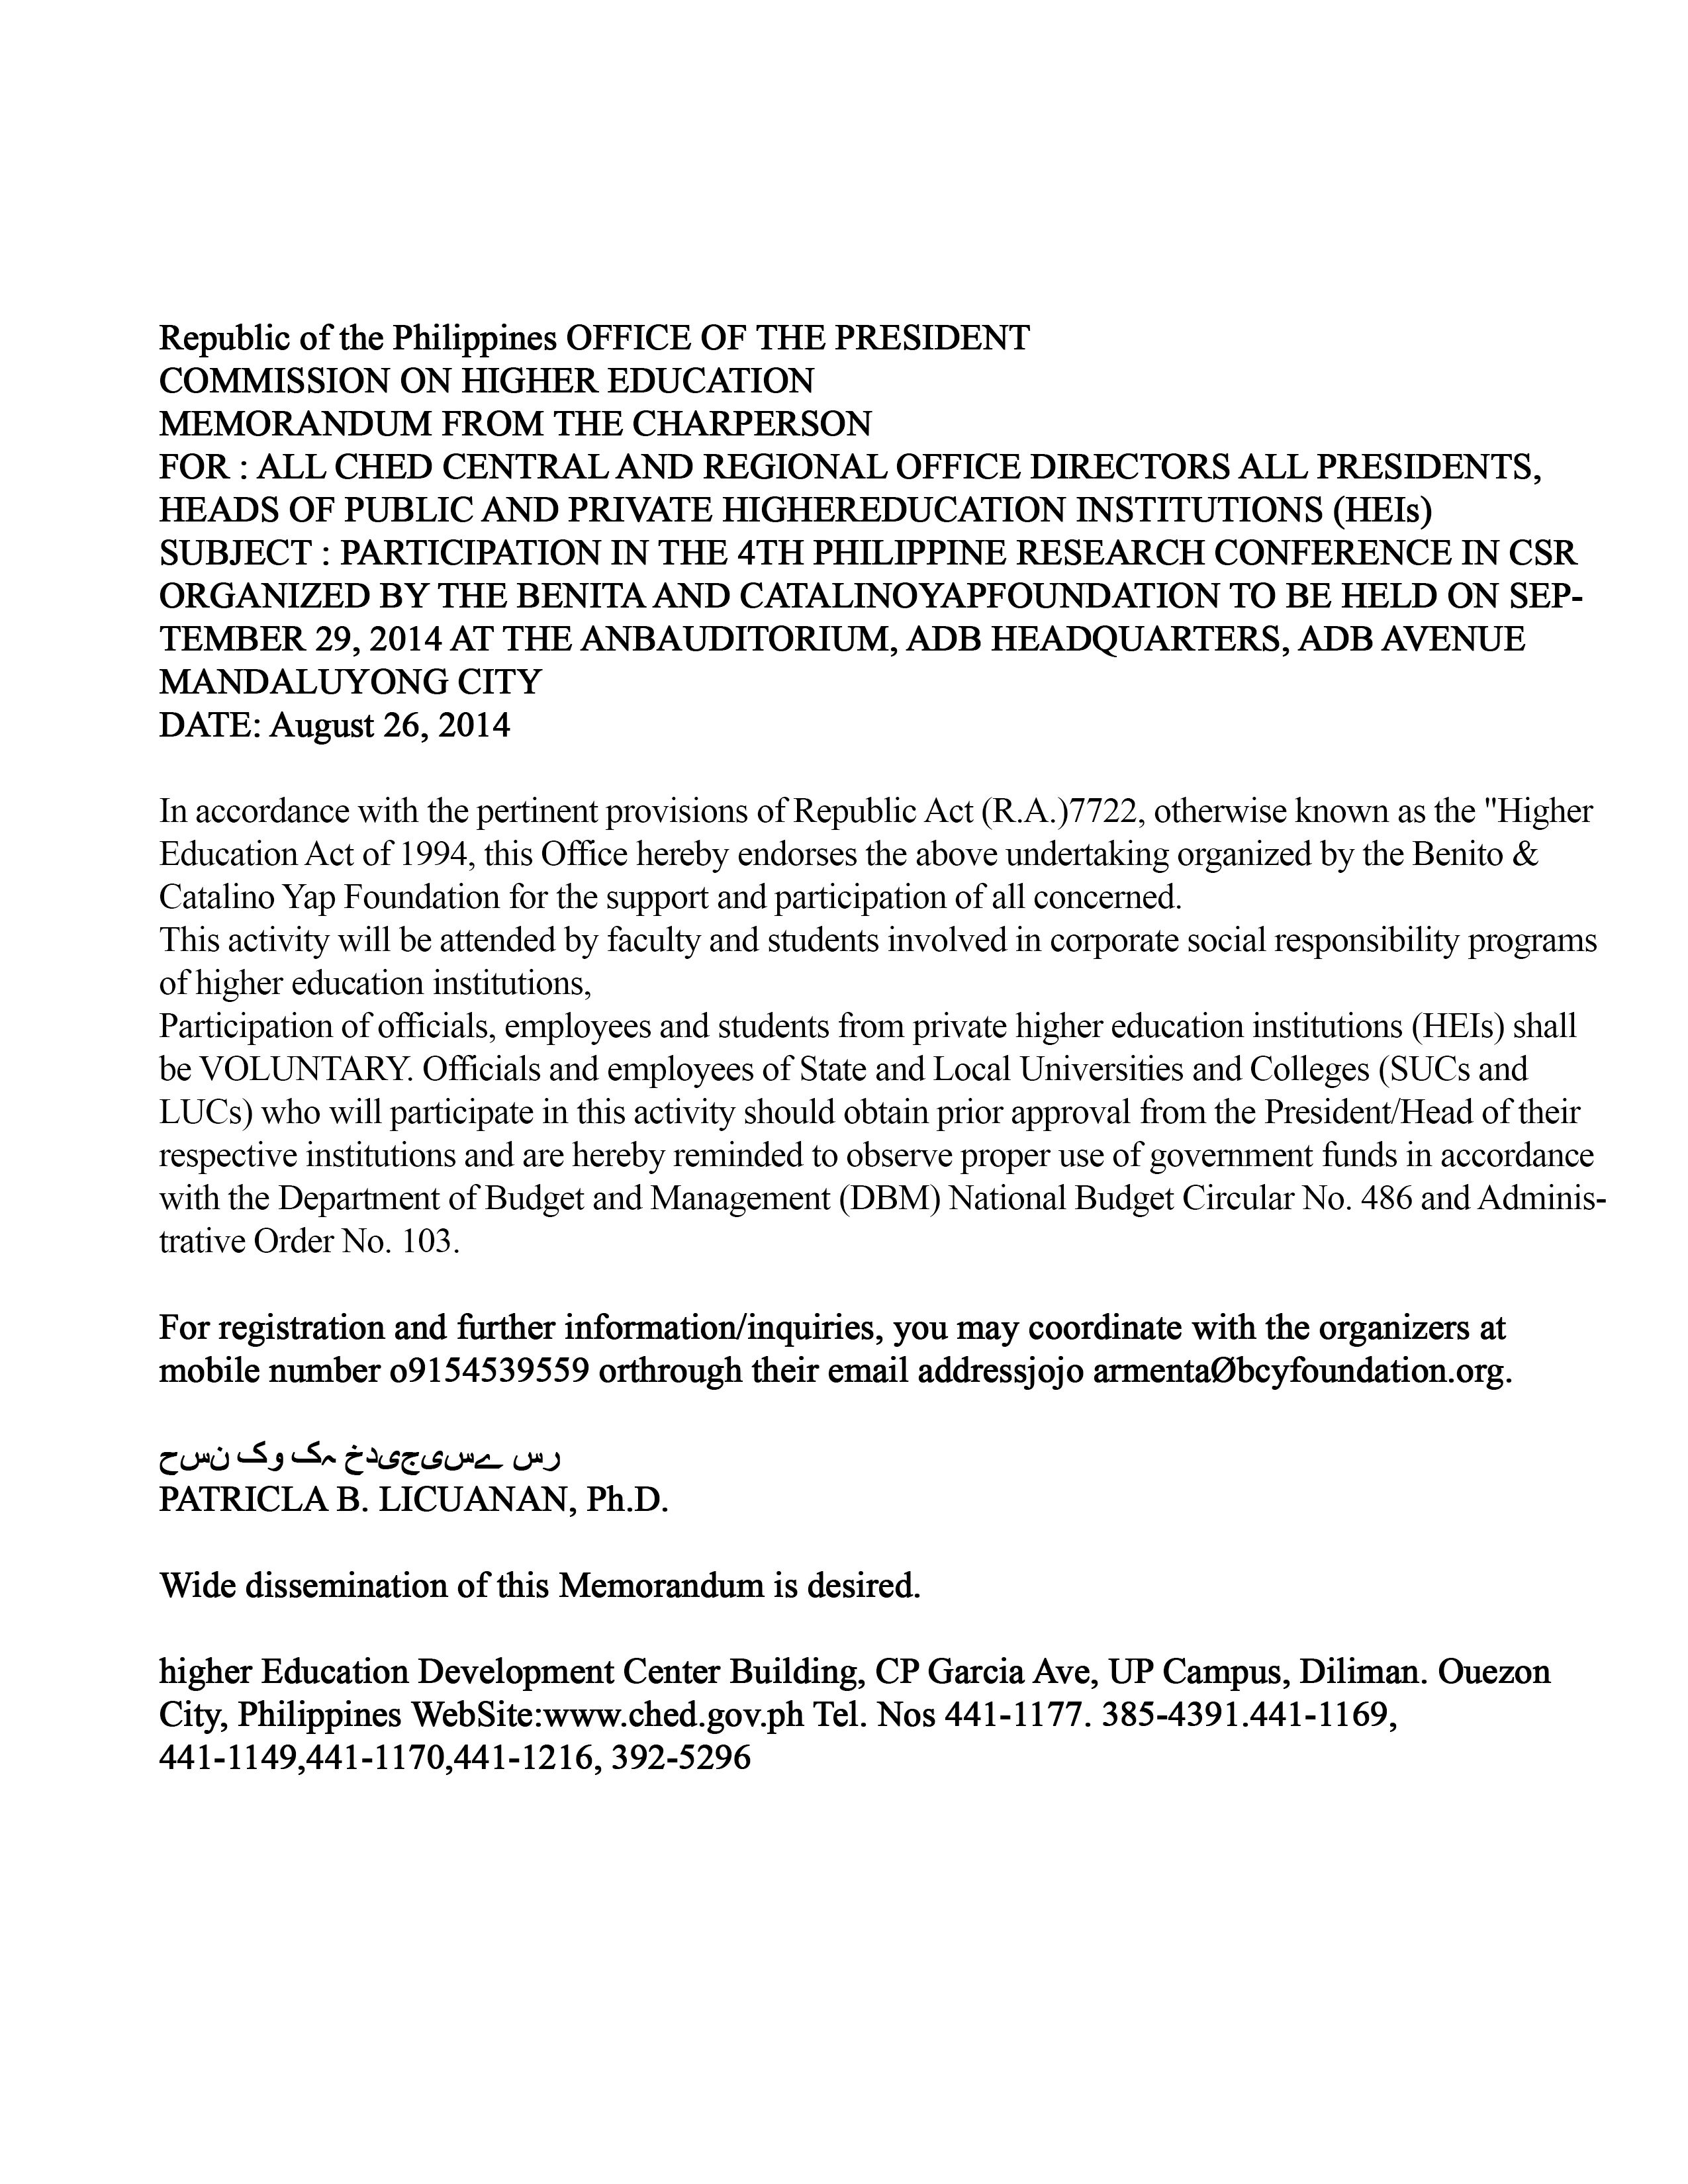 Republic of the Philippines OFFICE OF THE PRESIDENT
COMMISSION ON HIGHER EDUCATION
MEMORANDUM FROM THE CHARPERSON
FOR : ALL CHED CENTRAL AND REGIONAL OFFICE DIRECTORS ALL PRESIDENTS,
HEADS OF PUBLIC AND PRIVATE HIGHEREDUCATION INSTITUTIONS (HEIs)
SUBJECT : PARTICIPATION IN THE 4TH PHILIPPINE RESEARCH CONFERENCE IN CSR
ORGANIZED BY THE BENITA AND CATALINOYAPFOUNDATION TO BE HELD ON SEP-
TEMBER 29, 2014 AT THE ANBAUDITORIUM, ADB HEADQUARTERS, ADB AVENUE
MANDALUYONG CITY
DATE: August 26, 2014
In accordance with the pertinent provisions of Republic Act (R.A.)7722, otherwise known as the "Higher
Education Act of 1994, this Office hereby endorses the above undertaking organized by the Benito &
Catalino Yap Foundation for the support and participation of all concerned.
This activity will be attended by faculty and students involved in corporate social responsibility programs
of higher education institutions,
Participation of officials, employees and students from private higher education institutions (HEIs) shall
be VOLUNTARY. Officials and employees of State and Local Universities and Colleges (SUCs and
LUCs) who will participate in this activity should obtain prior approval from the President/Head of their
respective institutions and are hereby reminded to observe proper use of government funds in accordance
with the Department of Budget and Management (DBM) National Budget Circular No. 486 and Adminis-
trative Order No. 103.
For registration and further information/inquiries, you may coordinate with the organizers at
mobile number o9154539559 orthrough their email addressjojo armentaØbcyfoundation.org.
رس ےسیجیدخ ہک وک نسح
PATRICLA B. LICUANAN, Ph.D.
Wide dissemination of this Memorandum is desired.
higher Education Development Center Building, CP Garcia Ave, UP Campus, Diliman. Ouezon
City, Philippines WebSite:www.ched.gov.ph Tel. Nos 441-1177. 385-4391.441-1169,
441-1149,441-1170,441-1216, 392-5296